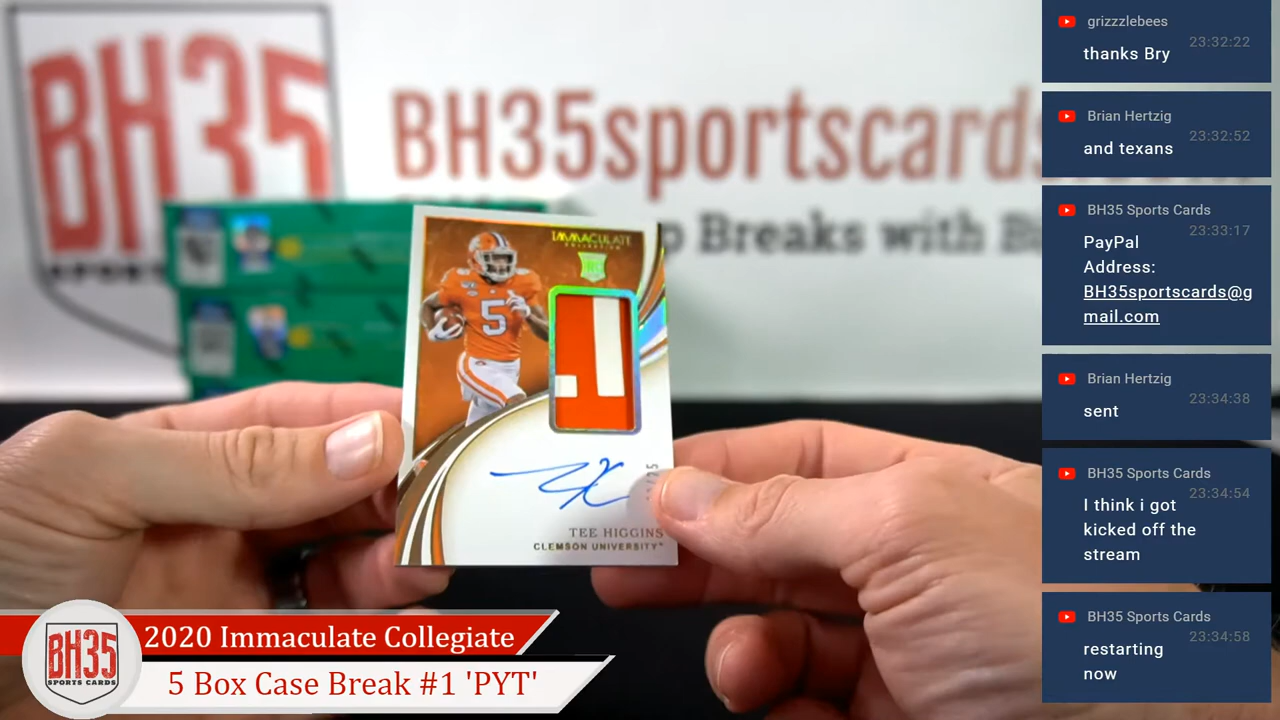 BH35
SPORTS
BH35sportscards
Breaks with
IMMACULATE
COLLECTION
RC
5
TEE HIGGINS
CLEMSON UNIVERSITY
BH35
SPORTS CARDS
2020 Immaculate Collegiate
5 Box Case Break #1 'PYT'
grizzzlebees
23:32:22
thanks Bry
Brian Hertzig
23:32:52
and texans
BH35 Sports Cards
23:33:17
PayPal
Address:
BH35sportscards@g
mail.com
Brian Hertzig
23:34:38
sent
BH35 Sports Cards
23:34:54
I think i got
kicked off the
stream
BH35 Sports Cards
23:34:58
restarting
now